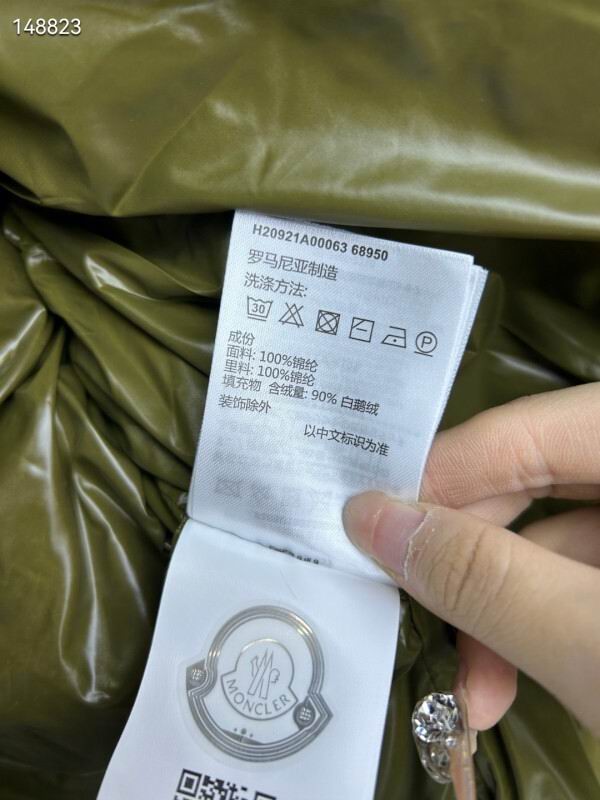 148823
H20921A00063 68950
罗马尼亚制造
洗涤方法:
30
P
成份
面料: 100%锦纶
里料: 100%锦纶
填充物 含绒量: 90% 白鹅绒
装饰除外
以中文标识为准
MONCLER